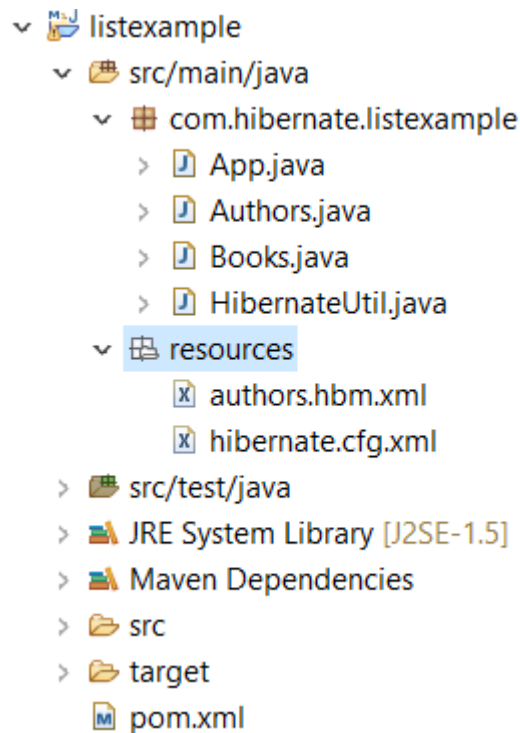 listexample
src/main/java
com.hibernate.listexample
App.java
Authors.java
Books.java
HibernateUtil.java
resources
authors.hbm.xml
hibernate.cfg.xml
src/test/java
JRE System Library [J2SE-1.5]
Maven Dependencies
src
target
pom.xml